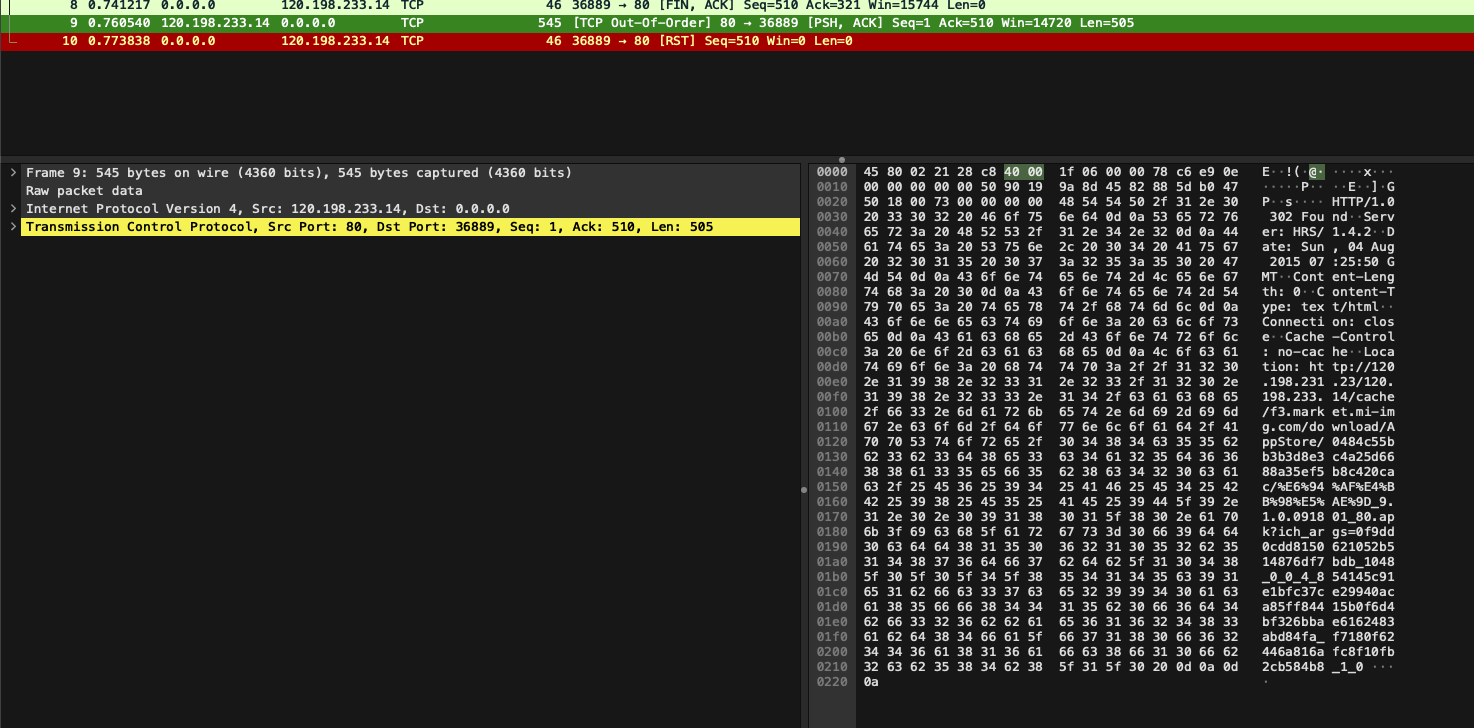 8 0.741217 0.0.0.0 120.198.233.14 TCP 46 36889 → 80 [FIN, ACK] Seq=510 Ack=321 Win=15744 Len=0
9 0.760540 120.198.233.14 0.0.0.0 TCP 545 [TCP Out-Of-Order] 80 → 36889 [PSH, ACK] Seq=1 Ack=510 Win=14720 Len=505
10 0.773838 0.0.0.0 120.198.233.14 TCP 46 36889 → 80 [RST] Seq=510 Win=0 Len=0
Frame 9: 545 bytes on wire (4360 bits), 545 bytes captured (4360 bits)
Raw packet data
Internet Protocol Version 4, Src: 120.198.233.14, Dst: 0.0.0.0
Transmission Control Protocol, Src Port: 80, Dst Port: 36889, Seq: 1, Ack: 510, Len: 505
0000 45 80 02 21 28 c8 40 00 1f 06 00 00 78 c6 e9 0e E··!(·@· ····x···
0010 00 00 00 00 00 50 90 19 9a 8d 45 82 88 5d b0 47 ·····P·· ··E··]·G
0020 50 18 00 73 00 00 00 00 48 54 54 50 2f 31 2e 30 P··s···· HTTP/1.0
0030 20 33 30 32 20 46 6f 75 6e 64 0d 0a 53 65 72 76 302 Fou nd··Serv
0040 65 72 3a 20 48 52 53 2f 31 2e 34 2e 32 0d 0a 44 er: HRS/ 1.4.2··D
0050 61 74 65 3a 20 53 75 6e 2c 20 30 34 20 41 75 67 ate: Sun , 04 Aug
0060 20 32 30 31 35 20 30 37 3a 32 35 3a 35 30 20 47 2015 07 :25:50 G
0070 4d 54 0d 0a 43 6f 6e 74 65 6e 74 2d 4c 65 6e 67 MT··Cont ent-Leng
0080 74 68 3a 20 30 0d 0a 43 6f 6e 74 65 6e 74 2d 54 th: 0··C ontent-T
0090 79 70 65 3a 20 74 65 78 74 2f 68 74 6d 6c 0d 0a ype: tex t/html··
00a0 43 6f 6e 6e 65 63 74 69 6f 6e 3a 20 63 6c 6f 73 Connecti on: clos
00b0 65 0d 0a 43 61 63 68 65 2d 43 6f 6e 74 72 6f 6c e··Cache -Control
00c0 3a 20 6e 6f 2d 63 61 63 68 65 0d 0a 4c 6f 63 61 : no-cac he··Loca
00d0 74 69 6f 6e 3a 20 68 74 74 70 3a 2f 2f 31 32 30 tion: ht tp://120
00e0 2e 31 39 38 2e 32 33 31 2e 32 33 2f 31 32 30 2e .198.231 .23/120.
00f0 31 39 38 2e 32 33 33 2e 31 34 2f 63 61 63 68 65 198.233. 14/cache
0100 2f 66 33 2e 6d 61 72 6b 65 74 2e 6d 69 2d 69 6d /f3.mark et.mi-im
0110 67 2e 63 6f 6d 2f 64 6f 77 6e 6c 6f 61 64 2f 41 g.com/do wnload/A
0120 70 70 53 74 6f 72 65 2f 30 34 38 34 63 35 35 62 ppStore/ 0484c55b
0130 62 33 62 33 64 38 65 33 63 34 61 32 35 64 36 36 b3b3d8e3 c4a25d66
0140 38 38 61 33 35 65 66 35 62 38 63 34 32 30 63 61 88a35ef5 b8c420ca
0150 63 2f 25 45 36 25 39 34 25 41 46 25 45 34 25 42 c/%E6%94 %AF%E4%B
0160 42 25 39 38 25 45 35 25 41 45 25 39 44 5f 39 2e B%98%E5% AE%9D_9.
0170 31 2e 30 2e 30 39 31 38 30 31 5f 38 30 2e 61 70 1.0.0918 01_80.ap
0180 6b 3f 69 63 68 5f 61 72 67 73 3d 30 66 39 64 64 k?ich_ar gs=0f9dd
0190 30 63 64 64 38 31 35 30 36 32 31 30 35 32 62 35 0cdd8150 621052b5
01a0 31 34 38 37 36 64 66 37 62 64 62 5f 31 30 34 38 14876df7 bdb_1048
01b0 5f 30 5f 30 5f 34 5f 38 35 34 31 34 35 63 39 31 _0_0_4_8 54145c91
01c0 65 31 62 66 63 33 37 63 65 32 39 39 34 30 61 63 e1bfc37c e29940ac
01d0 61 38 35 66 66 38 34 34 31 35 62 30 66 36 64 34 a85ff844 15b0f6d4
01e0 62 66 33 32 36 62 62 61 65 36 31 36 32 34 38 33 bf326bba e6162483
01f0 61 62 64 38 34 66 61 5f 66 37 31 38 30 66 36 32 abd84fa_ f7180f62
0200 34 34 36 61 38 31 36 61 66 63 38 66 31 30 66 62 446a816a fc8f10fb
0210 32 63 62 35 38 34 62 38 5f 31 5f 30 20 0d 0a 0d 2cb584b8 _1_0 ···
0220 0a ·